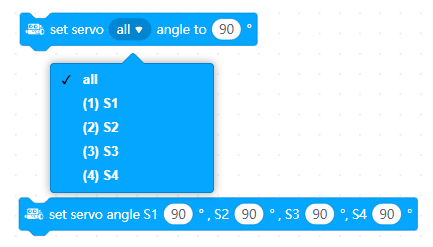 set servo all ▾ angle to 90 °
✓ all
(1) S1
(2) S2
(3) S3
(4) S4
set servo angle S1 90 ° , S2 90 ° , S3 90 ° , S4 90 °